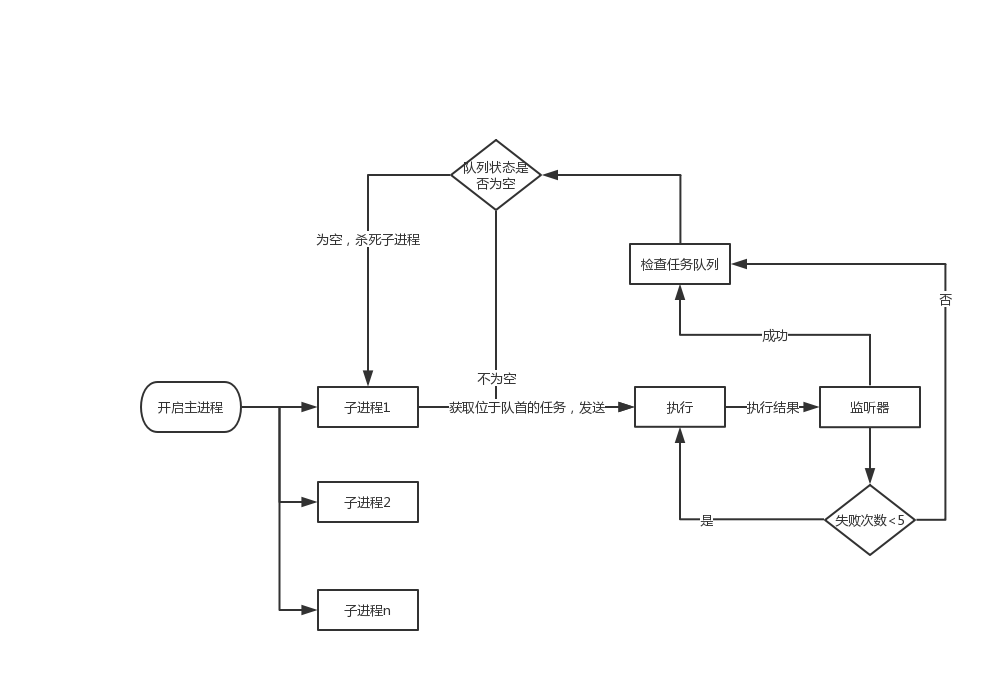 队列状态是
否为空
为空，杀死子进程
检查任务队列
否
成功
不为空
开启主进程
子进程1
获取位于队首的任务，发送
执行
执行结果
监听器
子进程2
是
失败次数<5
子进程n